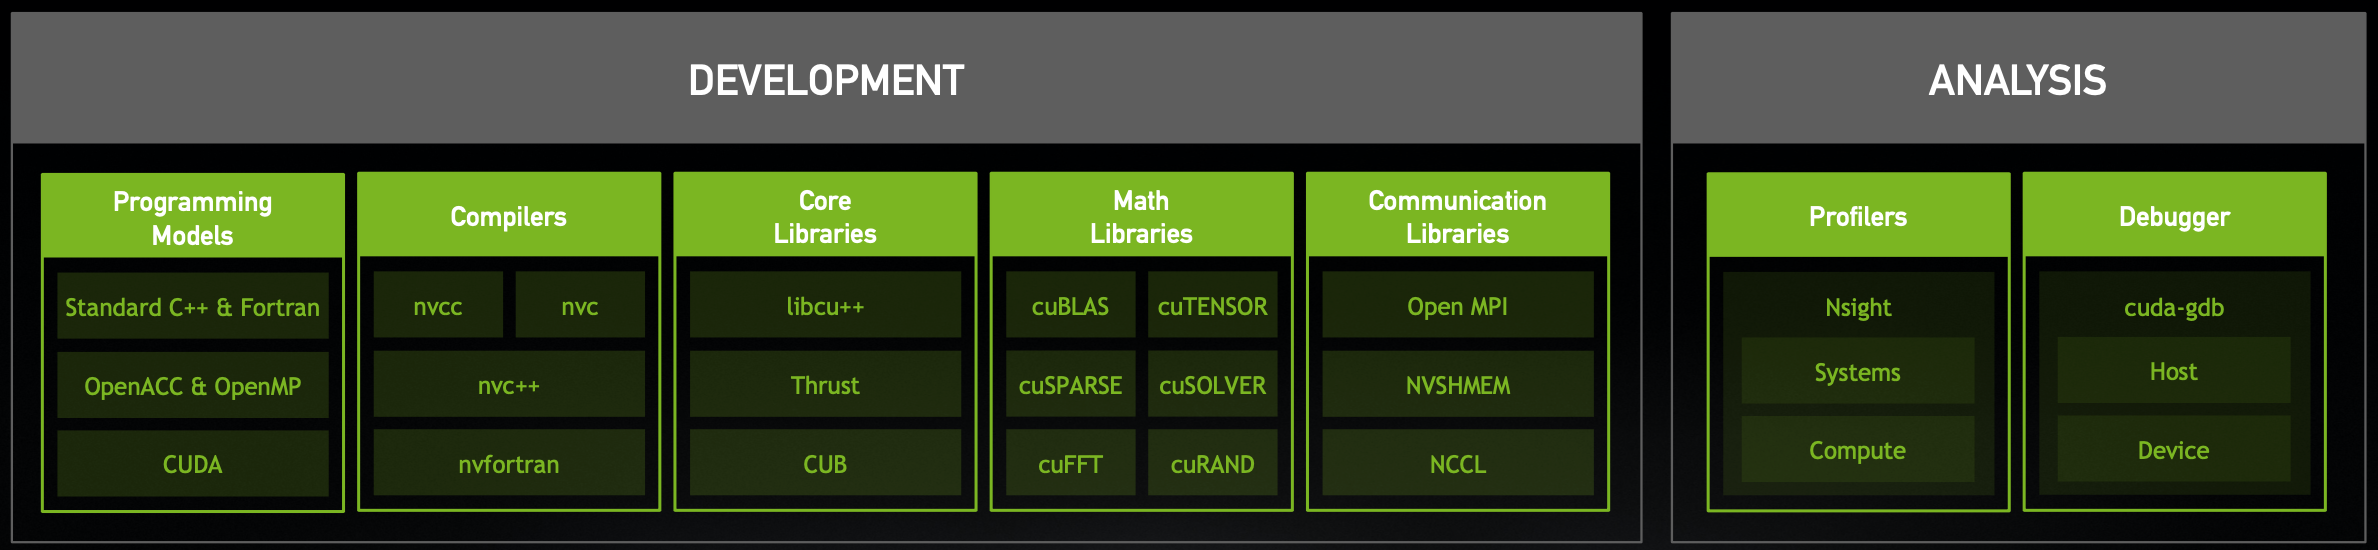 DEVELOPMENT
Programming
Models
Standard C++ & Fortran
OpenACC & OpenMP
CUDA
Compilers
nvcc
nvc
nvc++
nvfortran
Core
Libraries
libcu++
Thrust
CUB
Math
Libraries
cuBLAS
cuTENSOR
cuSPARSE
cuSOLVER
cuFFT
cuRAND
Communication
Libraries
Open MPI
NVSHMEM
NCCL
ANALYSIS
Profilers
Nsight
Systems
Compute
Debugger
cuda-gdb
Host
Device